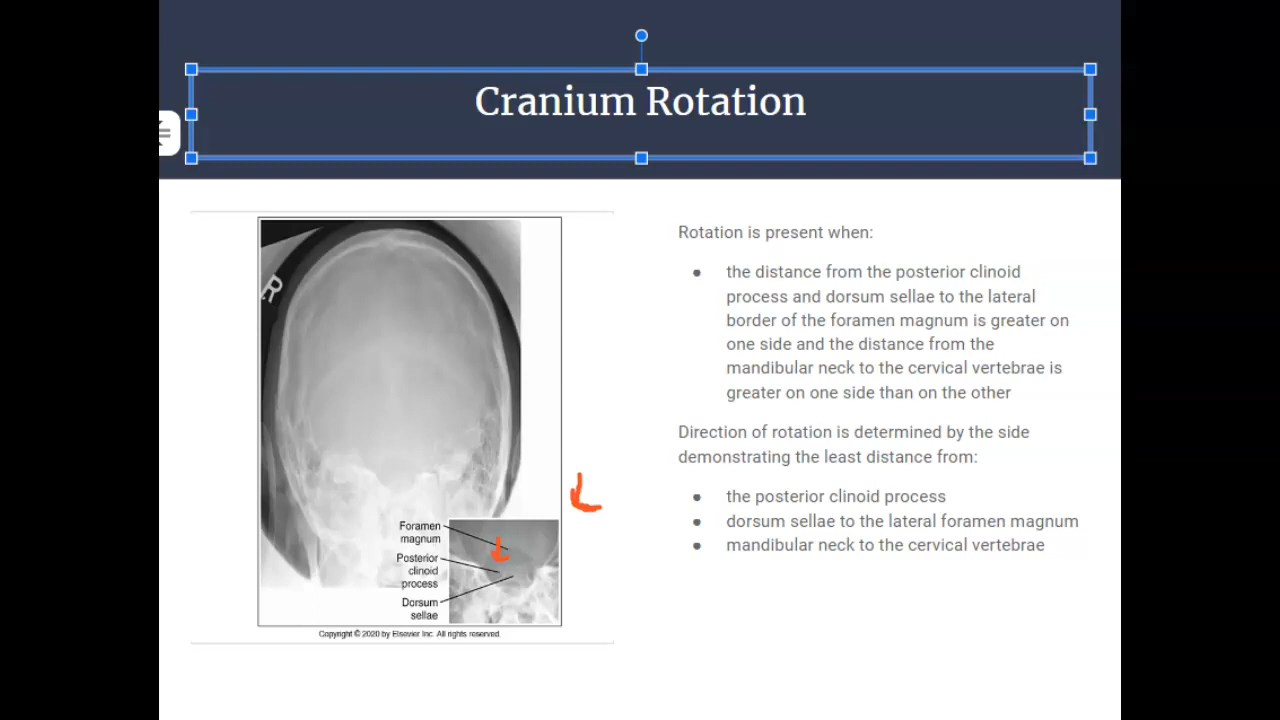 Cranium Rotation
R
Foramen
magnum
Posterior
clinoid
process
Dorsum
sellae
L
L
Copyright © 2020 by Elsevier Inc. All rights reserved.
Rotation is present when:
● the distance from the posterior clinoid
process and dorsum sellae to the lateral
border of the foramen magnum is greater on
one side and the distance from the
mandibular neck to the cervical vertebrae is
greater on one side than on the other
Direction of rotation is determined by the side
demonstrating the least distance from:
● the posterior clinoid process
● dorsum sellae to the lateral foramen magnum
● mandibular neck to the cervical vertebrae